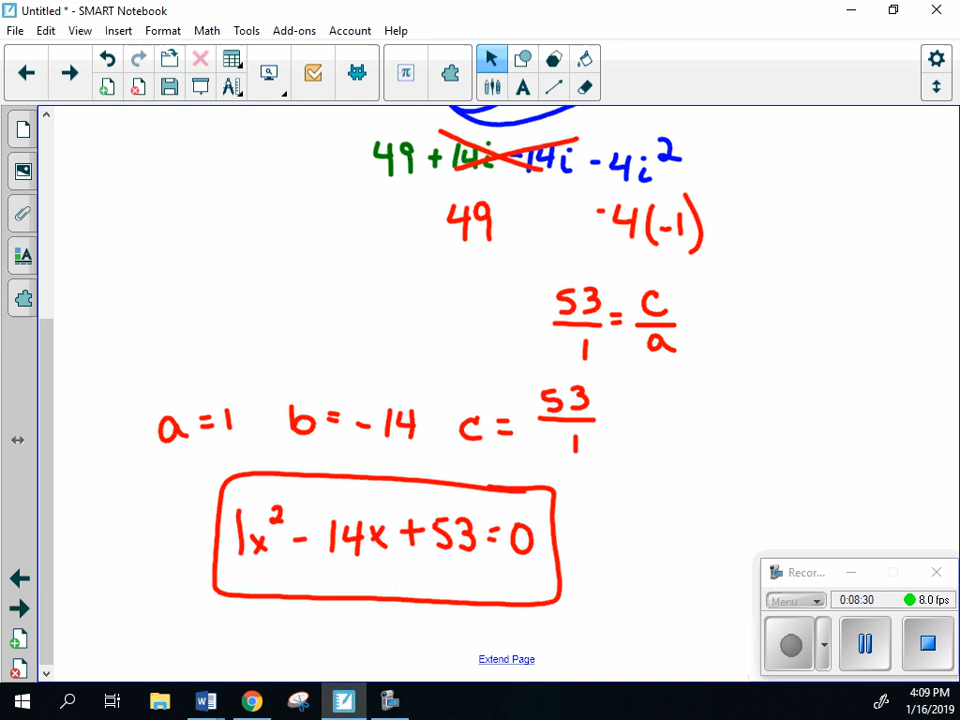 Untitled * - SMART Notebook
File Edit View Insert Format Math Tools Add-ons Account Help
49 + 14i - 14i - 4i²
49 -4(-1)
53/1 = c/a
a = 1 b = -14 c = 53/1
1x² - 14x + 53 = 0
Recor...
Menu 0:08:30 8.0 fps
Extend Page
4:09 PM
1/16/2019